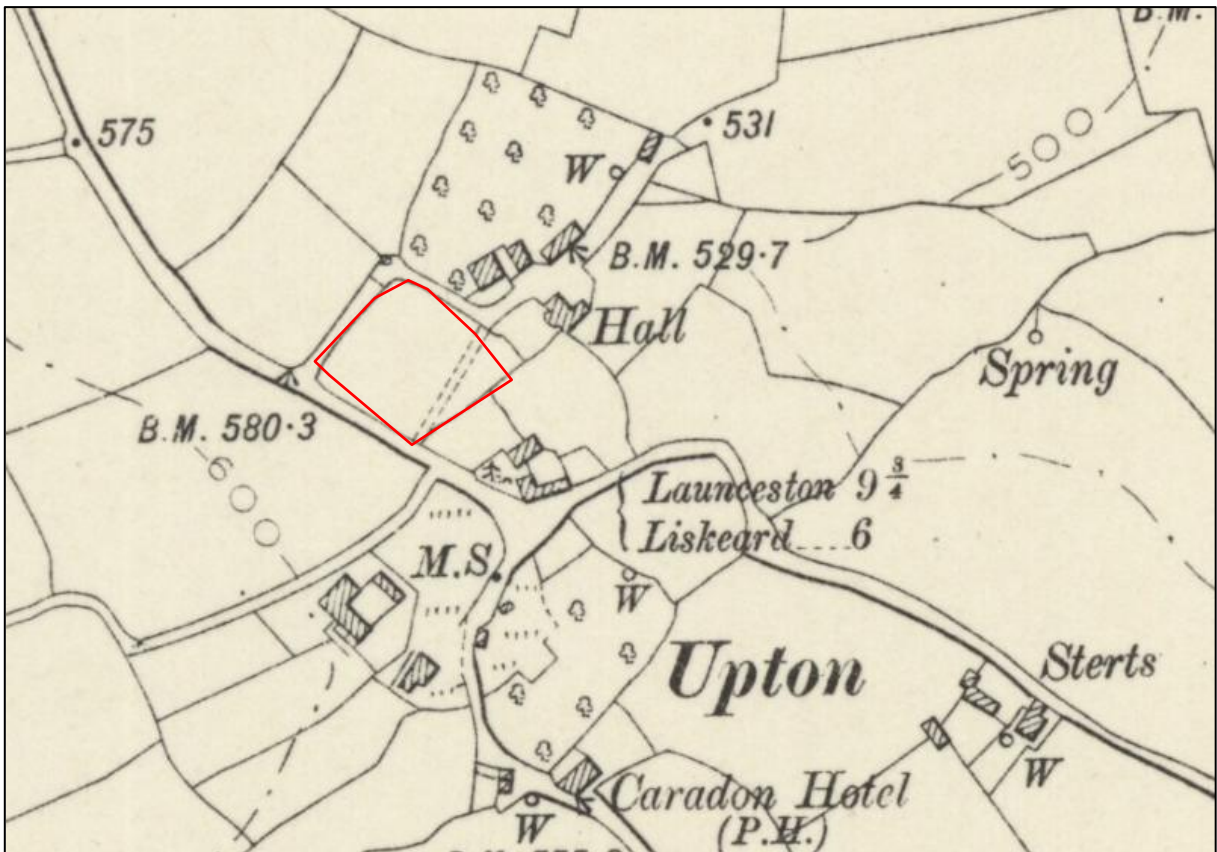 B.M.
575
531
W
500
B.M. 529·7
Hall
Spring
B.M. 580·3
600
Launceston 9 3/4
Liskeard.....6
M.S
W
Upton
Sterts
W
Caradon Hotel
(P.H.)
W